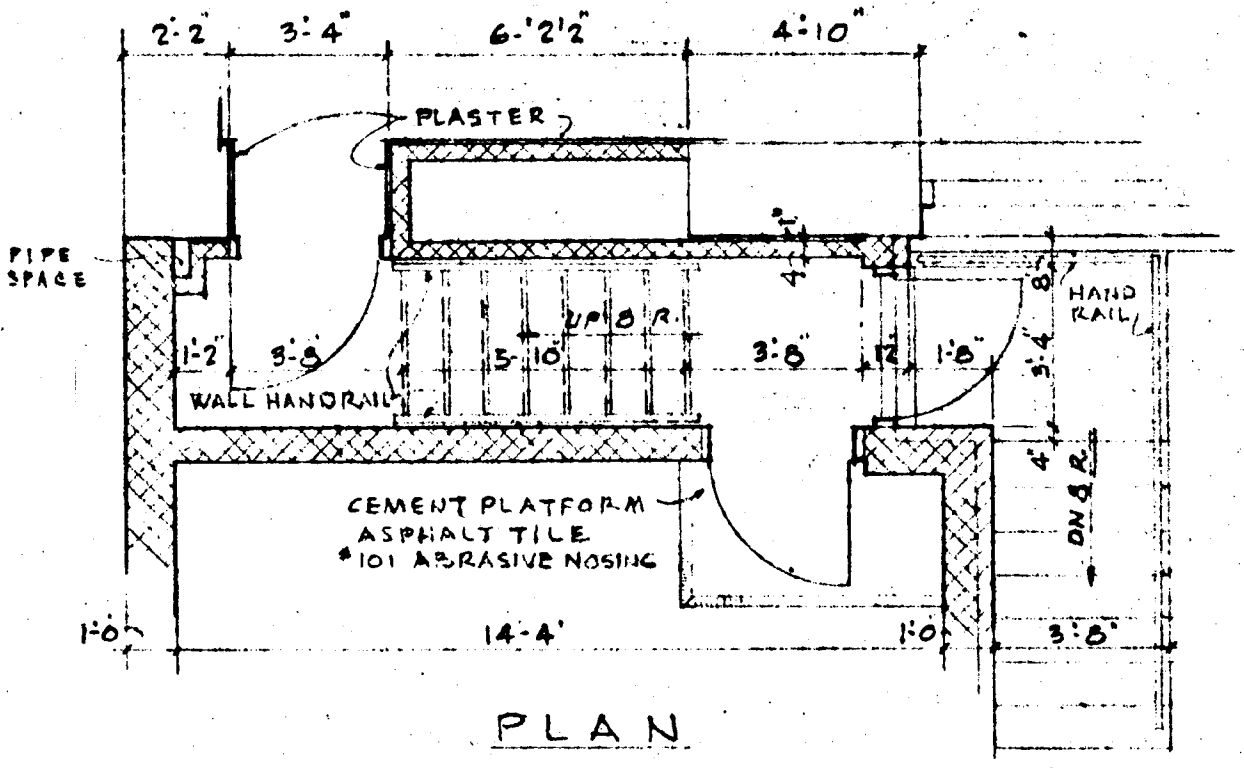 2'-2" 3'-4" 6'-2½" 4'-10"
PLASTER
PIPE
SPACE
4" 1"
8"
HAND
RAIL
UP 8 R.
1'-2" 3'-8" 5'-10" 3'-8" 12" 1'-8"
3'-4"
WALL HANDRAIL
4"
DN 8 R.
CEMENT PLATFORM
ASPHALT TILE
#101 ABRASIVE NOSING
1'-0" 14'-4" 1'-0 3'-8"
PLAN